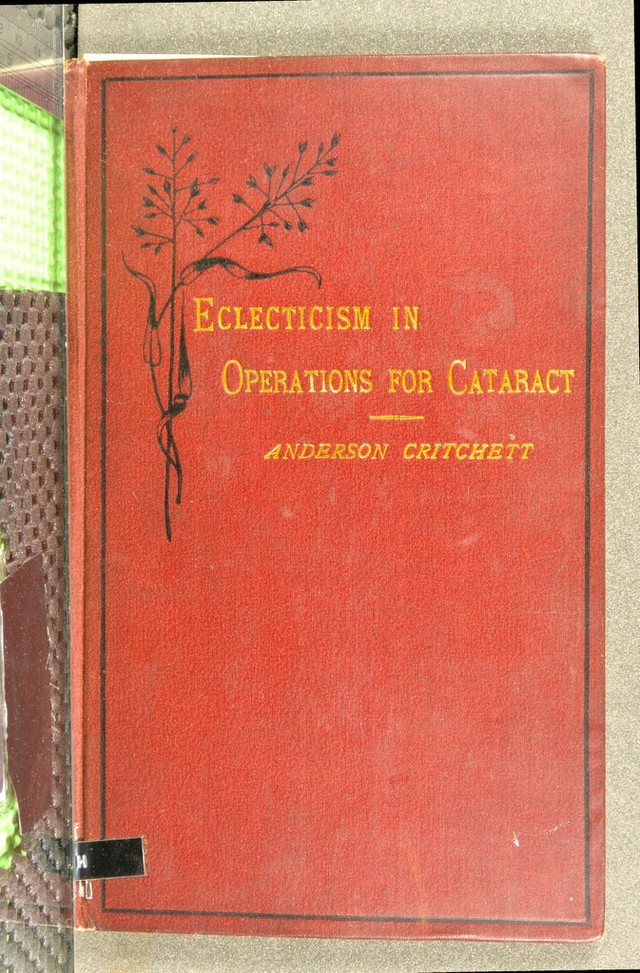 ECLECTICISM IN
OPERATIONS FOR CATARACT
ANDERSON CRITCHETT